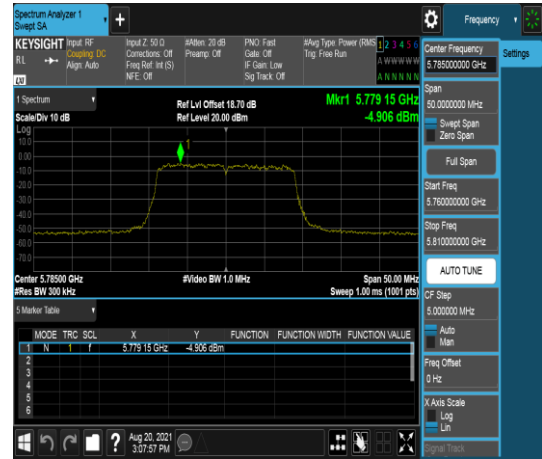 Spectrum Analyzer 1
Swept SA
+
Frequency
KEYSIGHT
RL
LXI
Input: RF
Coupling: DC
Align: Auto
Input Z: 50 Ω
Corrections: Off
Freq Ref: Int (S)
NFE: Off
#Atten: 20 dB
Preamp: Off
PNO: Fast
Gate: Off
IF Gain: Low
Sig Track: Off
#Avg Type: Power (RMS
Trig: Free Run
1 2 3 4 5 6
A W W W W W
A N N N N N
1 Spectrum
Scale/Div 10 dB
Ref Lvl Offset 18.70 dB
Ref Level 20.00 dBm
Mkr1 5.779 15 GHz
-4.906 dBm
Log
10.0
0.00
-10.0
-20.0
-30.0
-40.0
-50.0
-60.0
-70.0
1
Center 5.78500 GHz
#Res BW 300 kHz
#Video BW 1.0 MHz
Span 50.00 MHz
Sweep 1.00 ms (1001 pts)
5 Marker Table
MODE TRC SCL X Y FUNCTION FUNCTION WIDTH FUNCTION VALUE
1 N 1 f 5.779 15 GHz -4.906 dBm
2
3
4
5
6
?
Aug 20, 2021
3:07:57 PM
Center Frequency
5.785000000 GHz
Settings
Span
50.0000000 MHz
Swept Span
Zero Span
Full Span
Start Freq
5.760000000 GHz
Stop Freq
5.810000000 GHz
AUTO TUNE
CF Step
5.000000 MHz
Auto
Man
Freq Offset
0 Hz
X Axis Scale
Log
Lin
Signal Track